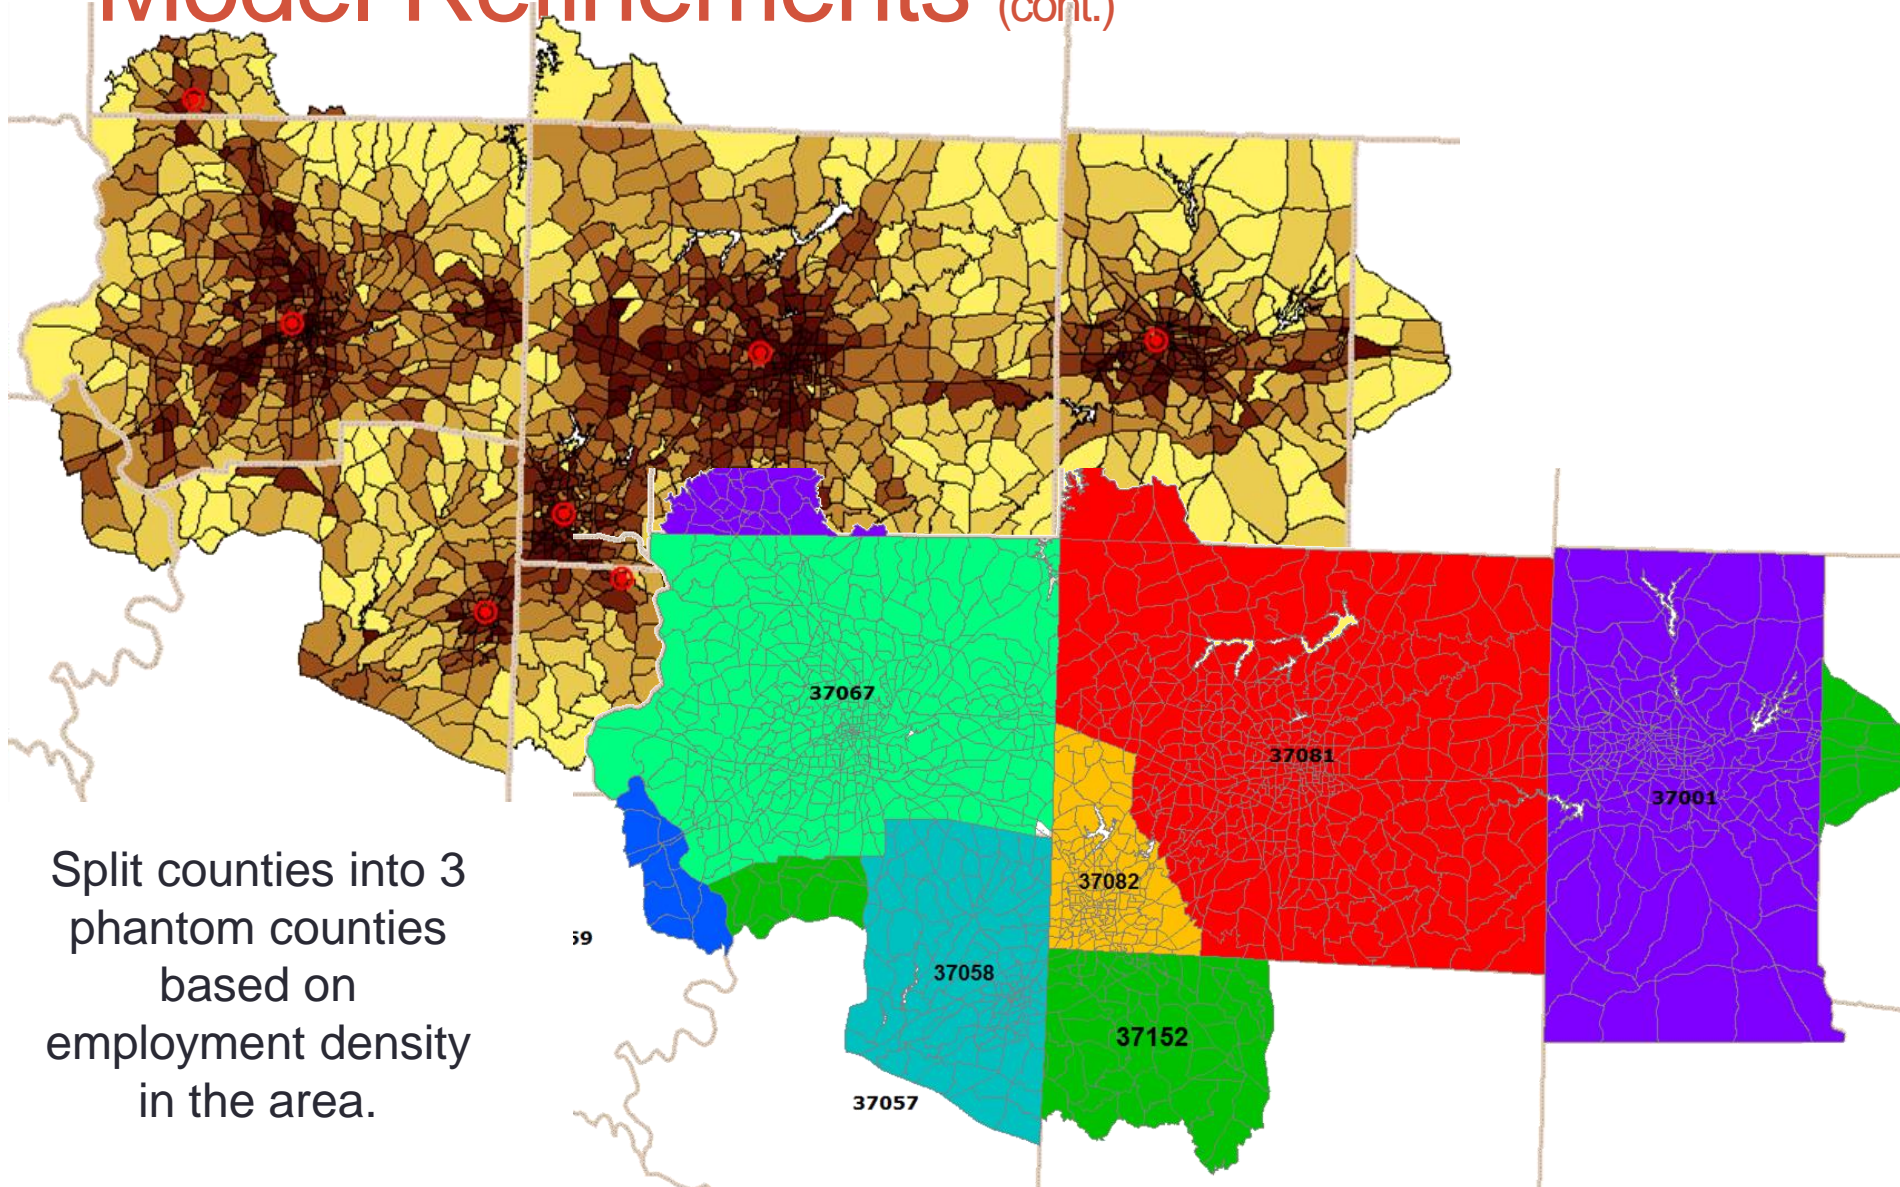 Model Refinements (cont.)
37067
37081
37001
37082
59
37058
37152
37057
Split counties into 3
phantom counties
based on
employment density
in the area.